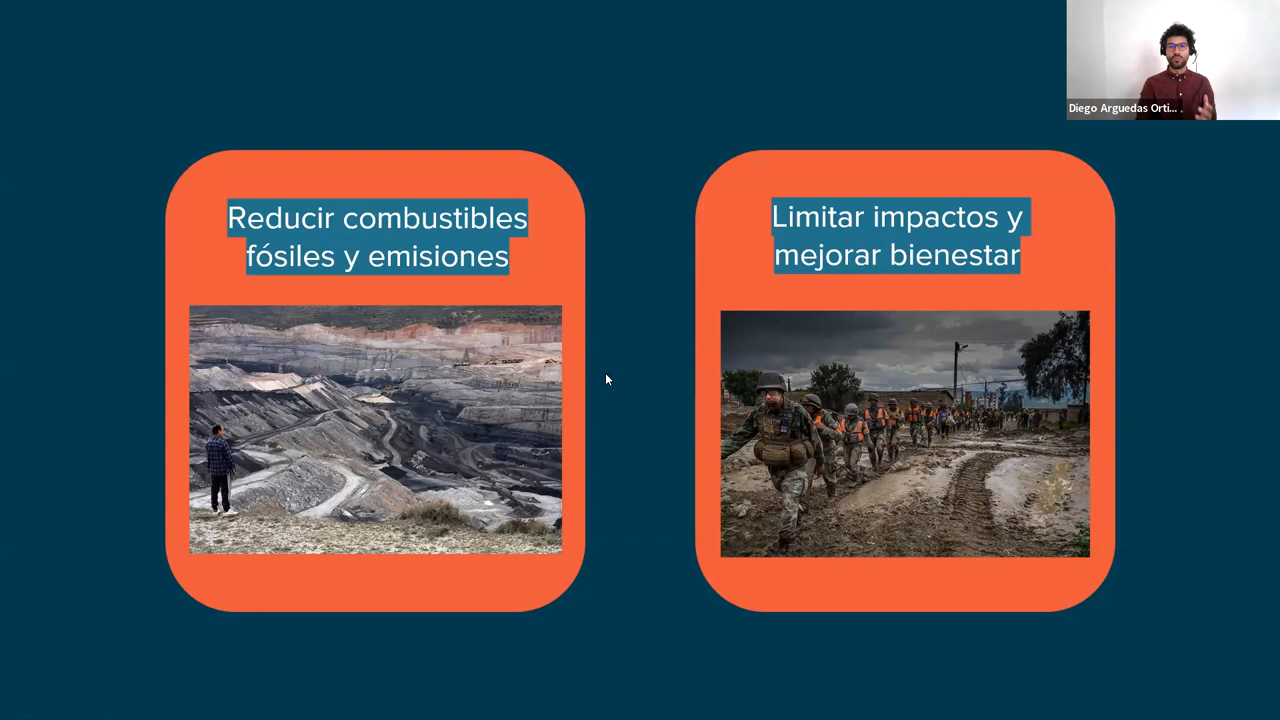 Diego Arguedas Orti...
Reducir combustibles
fósiles y emisiones
Limitar impactos y
mejorar bienestar